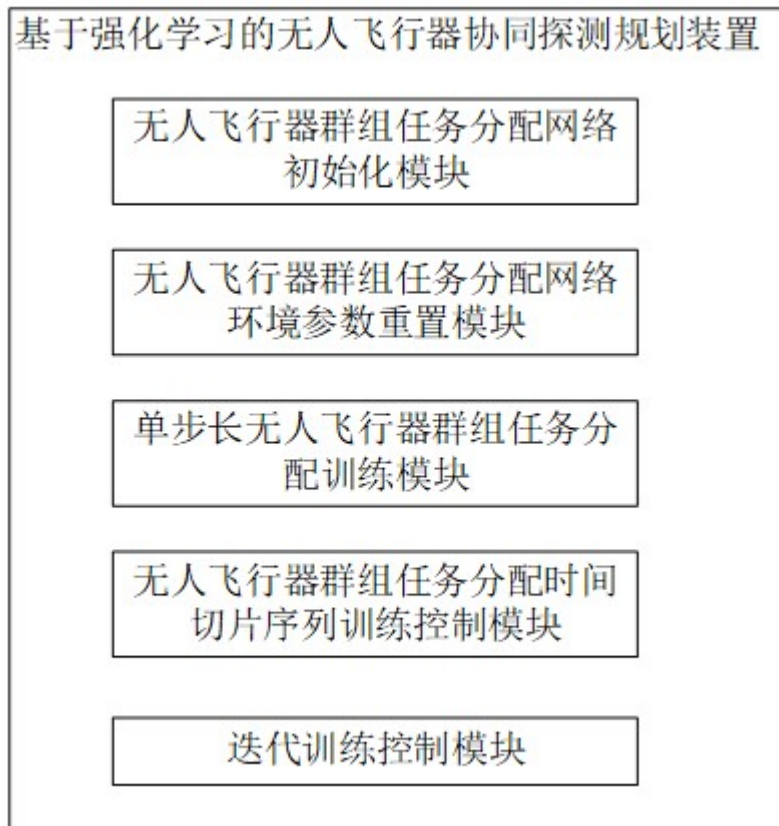 基于强化学习的无人飞行器协同探测规划装置
无人飞行器群组任务分配网络
初始化模块
无人飞行器群组任务分配网络
环境参数重置模块
单步长无人飞行器群组任务分
配训练模块
无人飞行器群组任务分配时间
切片序列训练控制模块
迭代训练控制模块